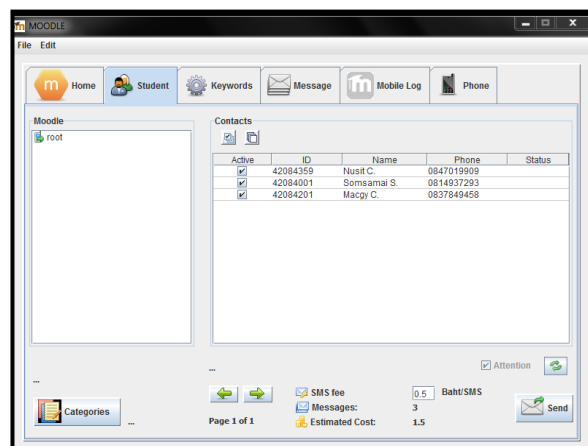 MOODLE
File Edit
Home Student Keywords Message Mobile Log Phone
Moodle
root
Contacts
Active ID Name Phone Status
42084359 Nusit C. 0847019909
42084001 Somsamai S. 0814937293
42084201 Macgy C. 0837849458
... Attention
...
SMS fee 0.5 Baht/SMS
Messages: 3
Categories ... Page 1 of 1 Estimated Cost: 1.5 Send